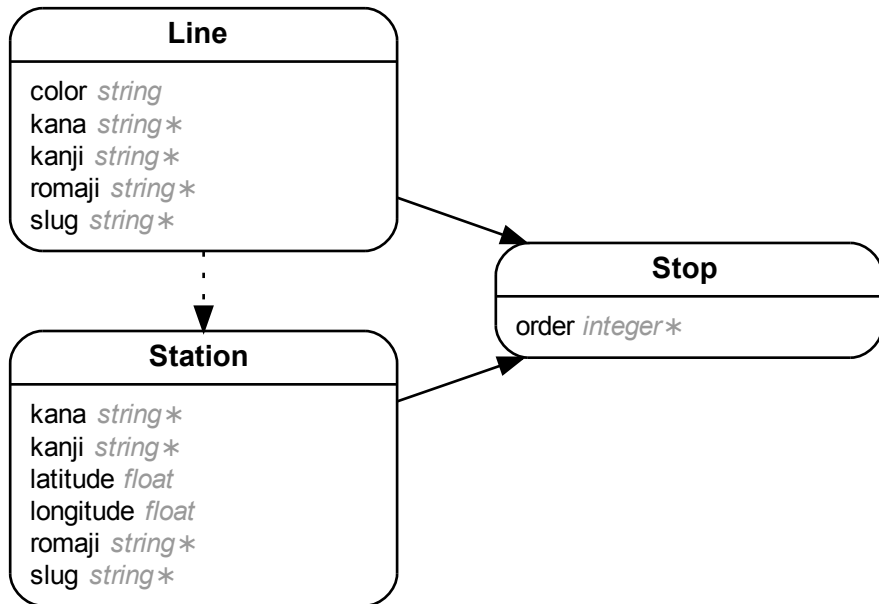 Line
color string
kana string∗
kanji string∗
romaji string∗
slug string∗
Stop
order integer∗
Station
kana string∗
kanji string∗
latitude float
longitude float
romaji string∗
slug string∗